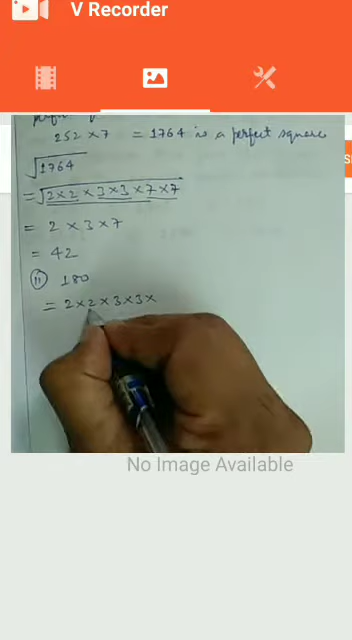 V Recorder
252 × 7 = 1764 is a perfect square
√1764
= √2×2 × 3×3 × 7×7
= 2 × 3 × 7
= 42
(ii) 180
= 2×2×3×3×
No Image Available